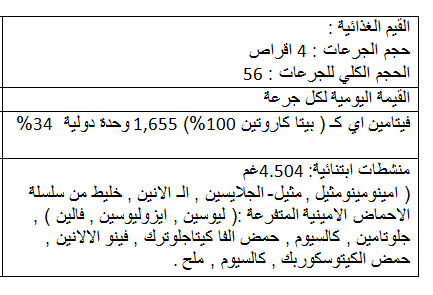 القيم الغذائية :
حجم الجرعات : 4 اقراص
الحجم الكلي للجرعات : 56
القيمة اليومية لكل جرعة
فيتامين اي كـ ( بيتا كاروتين 100%) 1,655 وحدة دولية 34%
منشطات ابتنائية: 4.504غم
( امينومينومثيل , مثيل- الجلايسين , الـ الانين , خليط من سلسلة
الاحماض الامينية المتفرعة :( ليوسين , ايزوليوسين , فالين ) ,
جلوتامين , كالسيوم , حمض الفا كيتاجلوترك , فينو الالانين ,
حمض الكيتوسكوربك , كالسيوم , ملح .